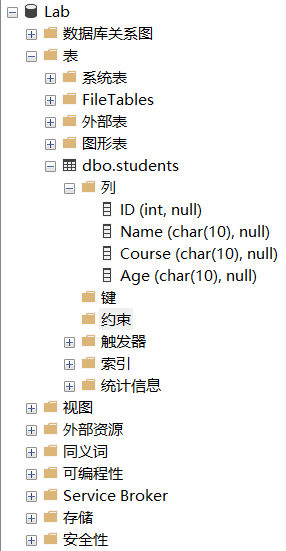 Lab
数据库关系图
表
系统表
FileTables
外部表
图形表
dbo.students
列
ID (int, null)
Name (char(10), null)
Course (char(10), null)
Age (char(10), null)
键
约束
触发器
索引
统计信息
视图
外部资源
同义词
可编程性
Service Broker
存储
安全性